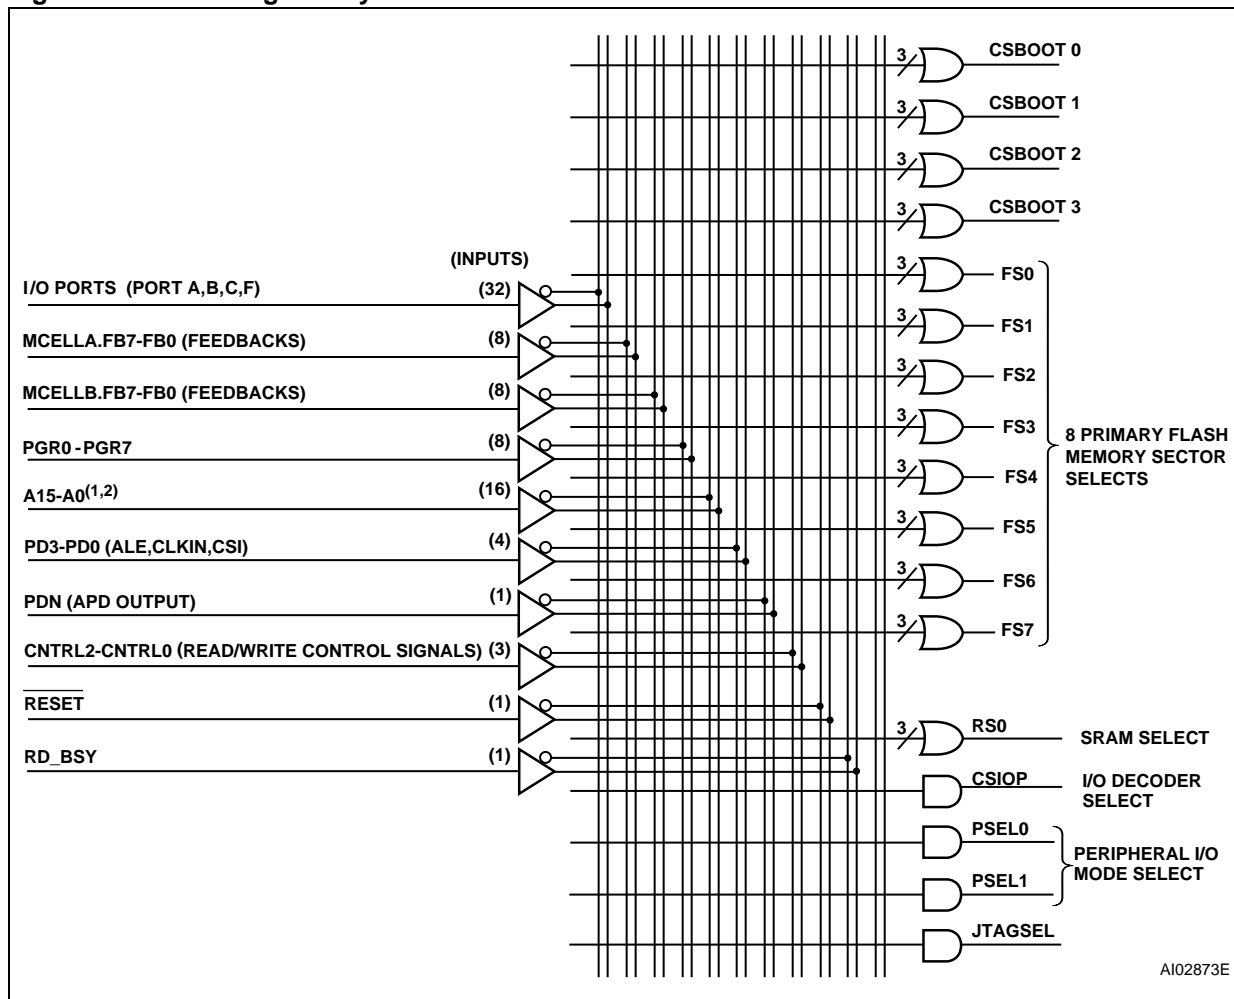 3 CSBOOT 0
3 CSBOOT 1
3 CSBOOT 2
3 CSBOOT 3
(INPUTS)
I/O PORTS (PORT A,B,C,F) (32)
MCELLA.FB7-FB0 (FEEDBACKS) (8)
MCELLB.FB7-FB0 (FEEDBACKS) (8)
PGR0 -PGR7 (8)
A15-A0(1,2) (16)
PD3-PD0 (ALE,CLKIN,CSI) (4)
PDN (APD OUTPUT) (1)
CNTRL2-CNTRL0 (READ/WRITE CONTROL SIGNALS) (3)
RESET (1)
RD_BSY (1)
3 FS0
3 FS1
3 FS2
3 FS3
3 FS4
3 FS5
3 FS6
3 FS7
8 PRIMARY FLASH
MEMORY SECTOR
SELECTS
3 RS0 SRAM SELECT
CSIOP I/O DECODER
SELECT
PSEL0
PSEL1
PERIPHERAL I/O
MODE SELECT
JTAGSEL
AI02873E